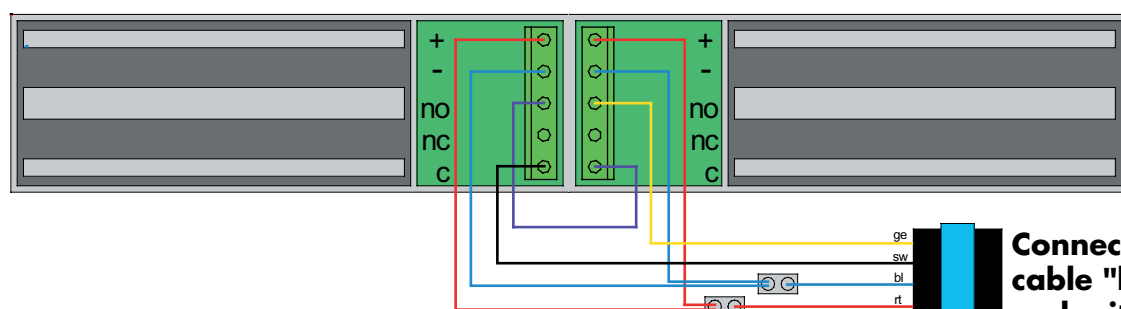 + +
- -
no no
nc nc
c c
ge
sw
bl
rt
Connec
cable "